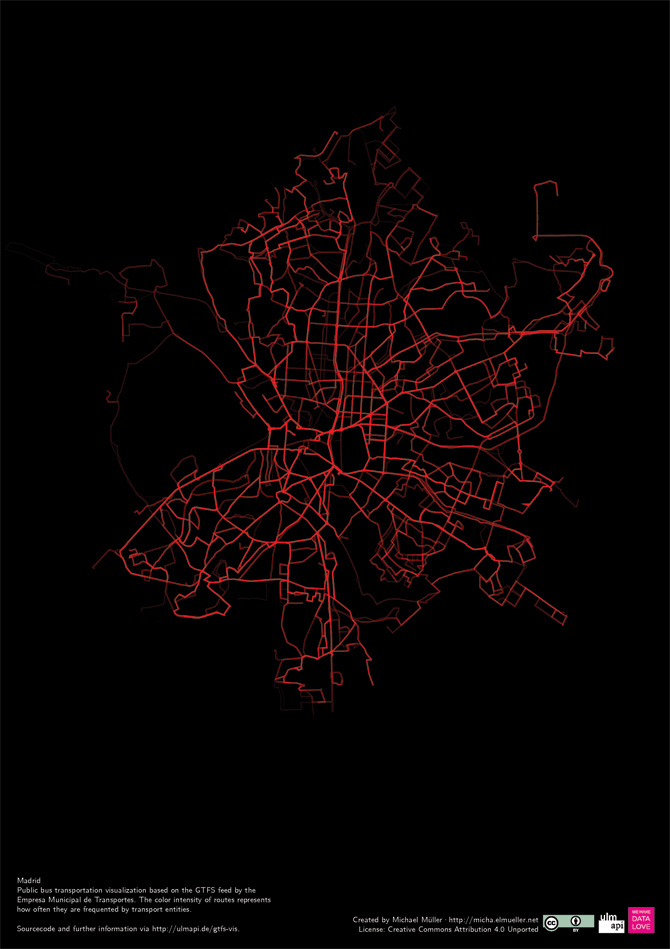 Madrid
Public bus transportation visualization based on the GTFS feed by the
Empresa Municipal de Transportes. The color intensity of routes represents
how often they are frequented by transport entities.
Sourcecode and further information via http://ulmapi.de/gtfs-vis.
Created by Michael Müller · http://micha.elmueller.net
License: Creative Commons Attribution 4.0 Unported
cc
BY
ulm
api
WE MAKE
DATA
LOVE